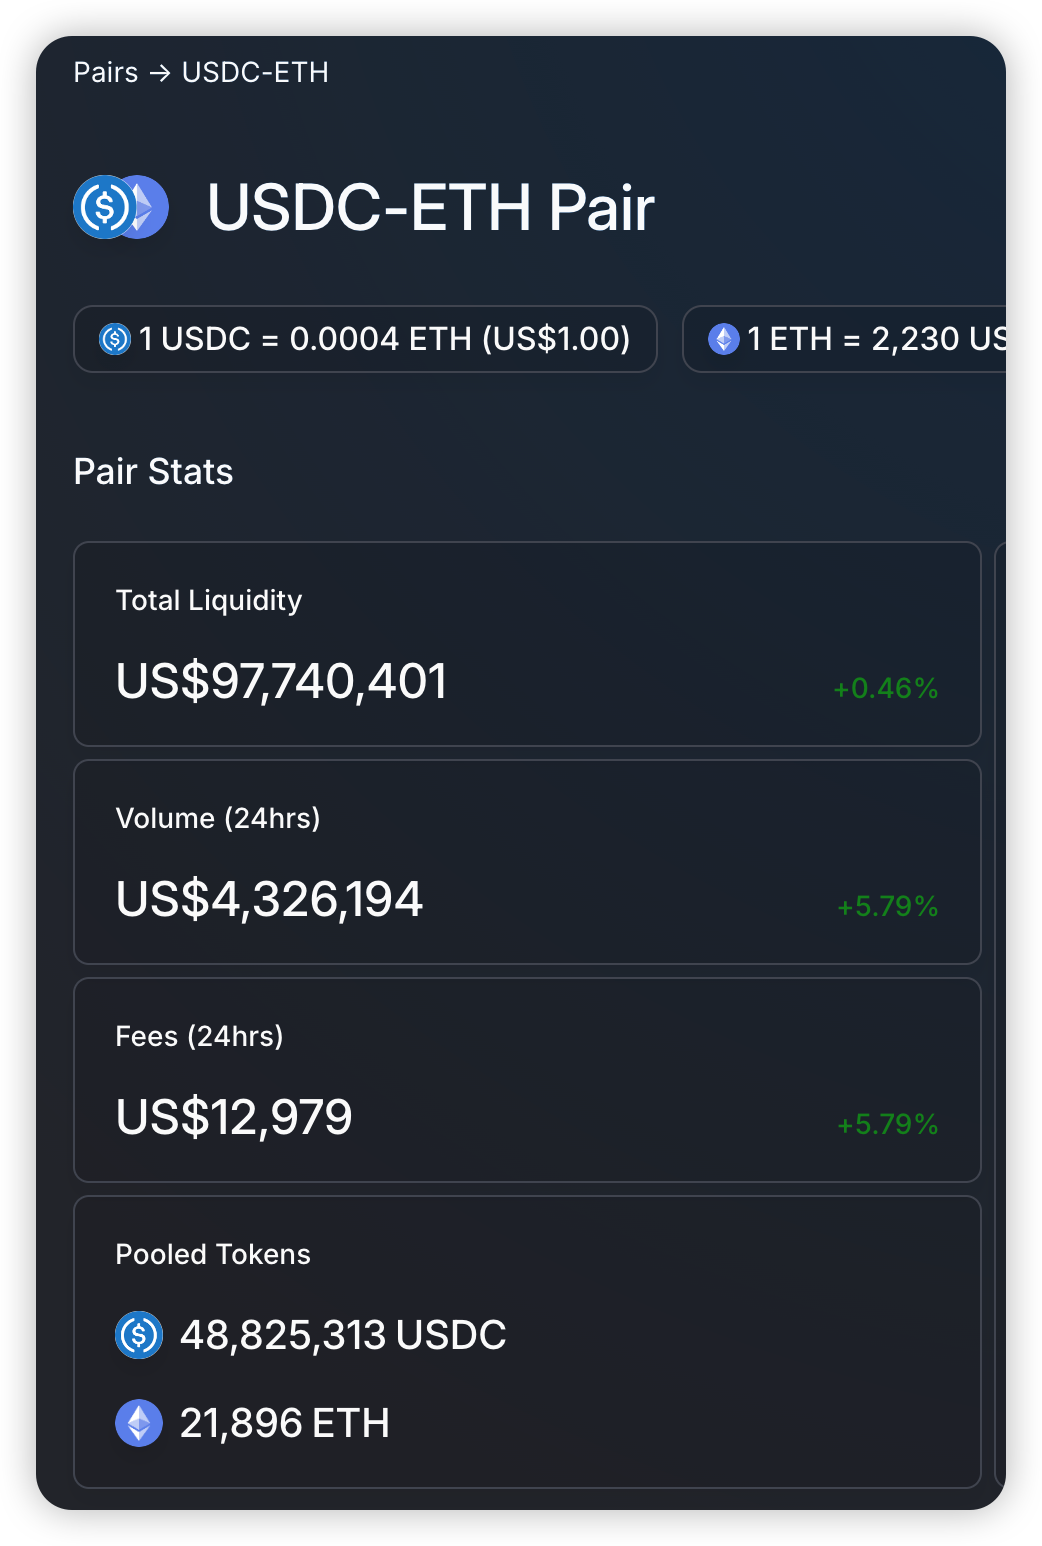 Pairs → USDC-ETH
USDC-ETH Pair
1 USDC = 0.0004 ETH (US$1.00)
1 ETH = 2,230 US
Pair Stats
Total Liquidity
US$97,740,401
+0.46%
Volume (24hrs)
US$4,326,194
+5.79%
Fees (24hrs)
US$12,979
+5.79%
Pooled Tokens
48,825,313 USDC
21,896 ETH